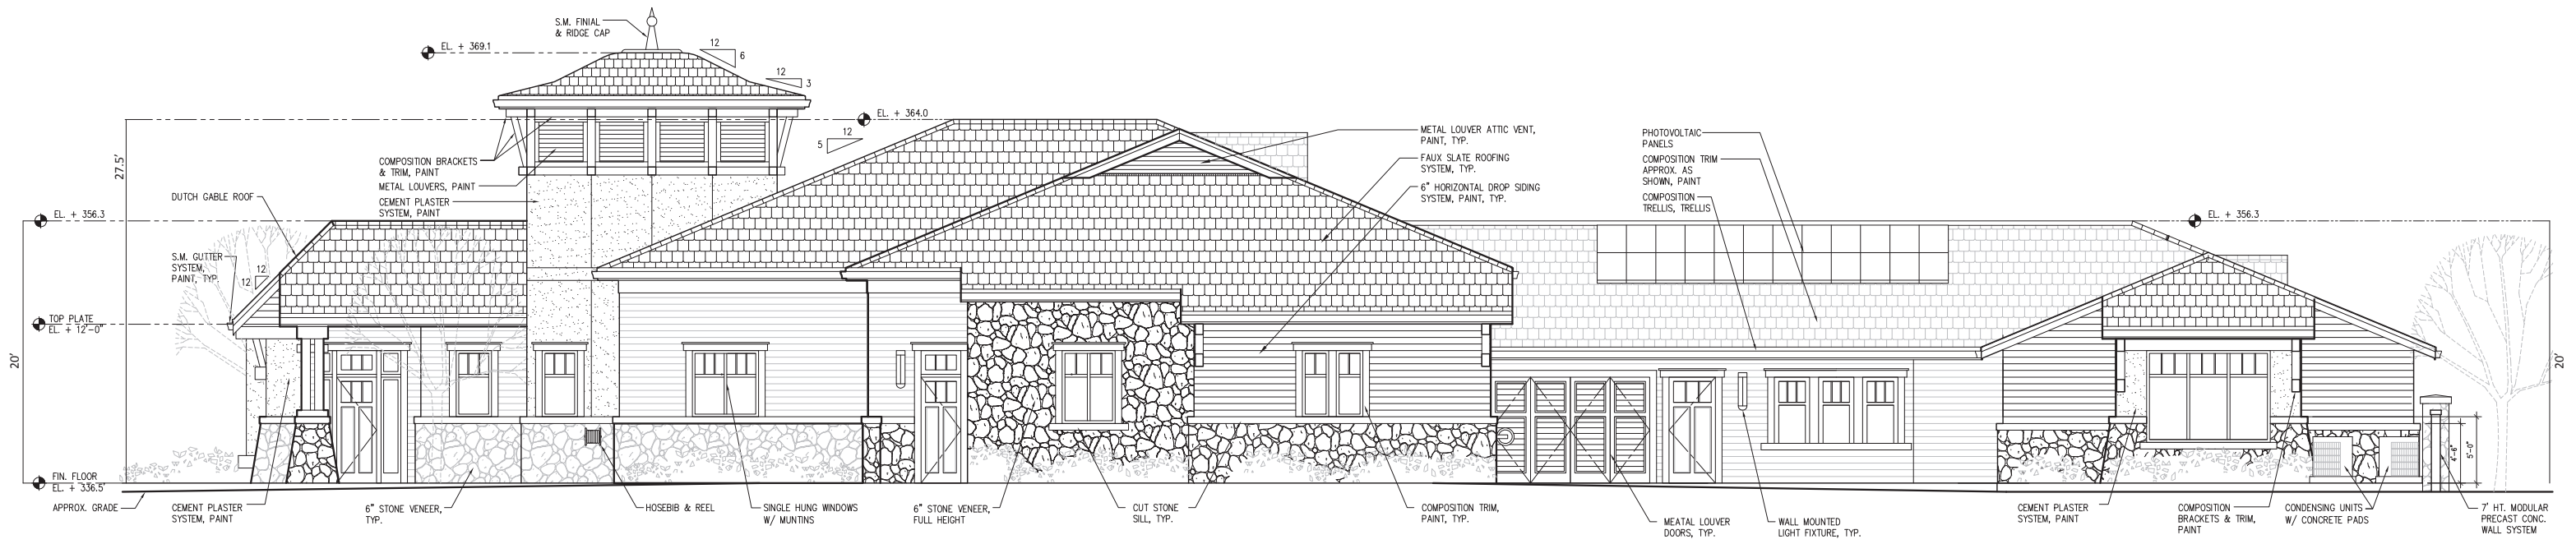 S.M. FINIAL
& RIDGE CAP
EL. + 369.1
12
6
12
3
EL. + 364.0
12
5
27.5'
COMPOSITION BRACKETS
& TRIM, PAINT
METAL LOUVERS, PAINT
CEMENT PLASTER
SYSTEM, PAINT
DUTCH GABLE ROOF
EL. + 356.3
S.M. GUTTER
SYSTEM,
PAINT, TYP.
12
12
TOP PLATE
EL. + 12'-0"
20'
FIN. FLOOR
EL. + 336.5'
APPROX. GRADE
METAL LOUVER ATTIC VENT,
PAINT, TYP.
FAUX SLATE ROOFING
SYSTEM, TYP.
6" HORIZONTAL DROP SIDING
SYSTEM, PAINT, TYP.
PHOTOVOLTAIC
PANELS
COMPOSITION TRIM
APPROX. AS
SHOWN, PAINT
COMPOSITION
TRELLIS, TRELLIS
EL. + 356.3
20'
4'-6"
5'-0"
CEMENT PLASTER
SYSTEM, PAINT
6" STONE VENEER,
TYP.
HOSEBIB & REEL
SINGLE HUNG WINDOWS
W/ MUNTINS
6" STONE VENEER,
FULL HEIGHT
CUT STONE
SILL, TYP.
COMPOSITION TRIM,
PAINT, TYP.
MEATAL LOUVER
DOORS, TYP.
WALL MOUNTED
LIGHT FIXTURE, TYP.
CEMENT PLASTER
SYSTEM, PAINT
COMPOSITION
BRACKETS & TRIM,
PAINT
CONDENSING UNITS
W/ CONCRETE PADS
7' HT. MODULAR
PRECAST CONC.
WALL SYSTEM